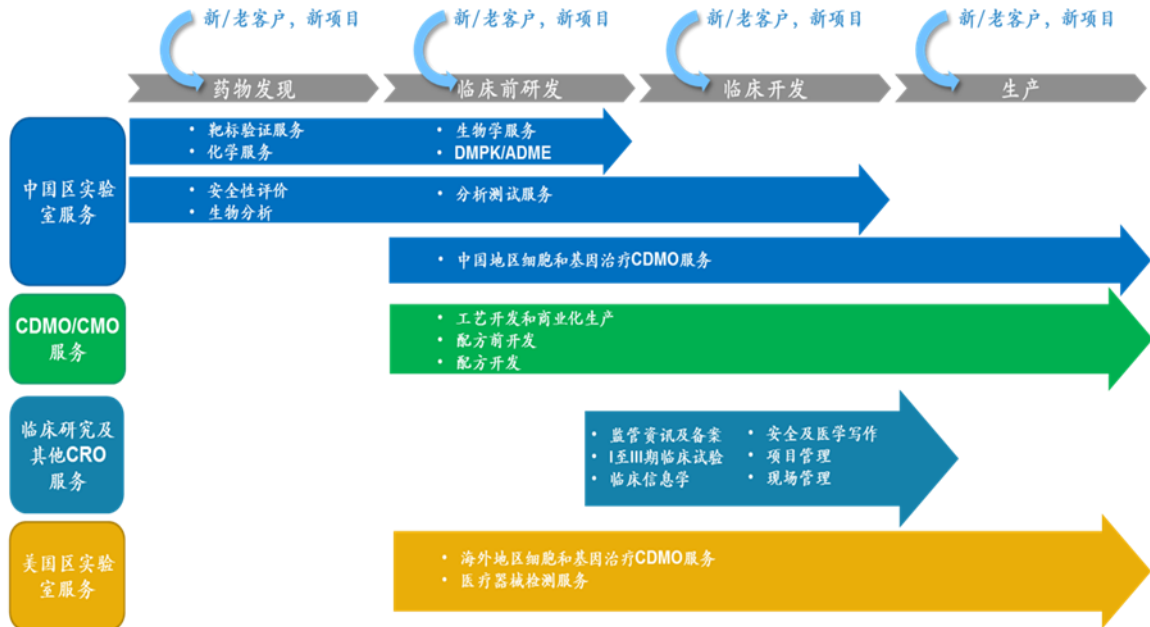 新/老客户，新项目
新/老客户，新项目
新/老客户，新项目
新/老客户，新项目
药物发现
临床前研发
临床开发
生产
中国区实验
室服务
• 靶标验证服务
• 化学服务
• 生物学服务
• DMPK/ADME
• 安全性评价
• 生物分析
• 分析测试服务
• 中国地区细胞和基因治疗CDMO服务
CDMO/CMO
服务
• 工艺开发和商业化生产
• 配方前开发
• 配方开发
临床研究及
其他CRO
服务
• 监管资讯及备案
• I至III期临床试验
• 临床信息学
• 安全及医学写作
• 项目管理
• 现场管理
美国区实验
室服务
• 海外地区细胞和基因治疗CDMO服务
• 医疗器械检测服务